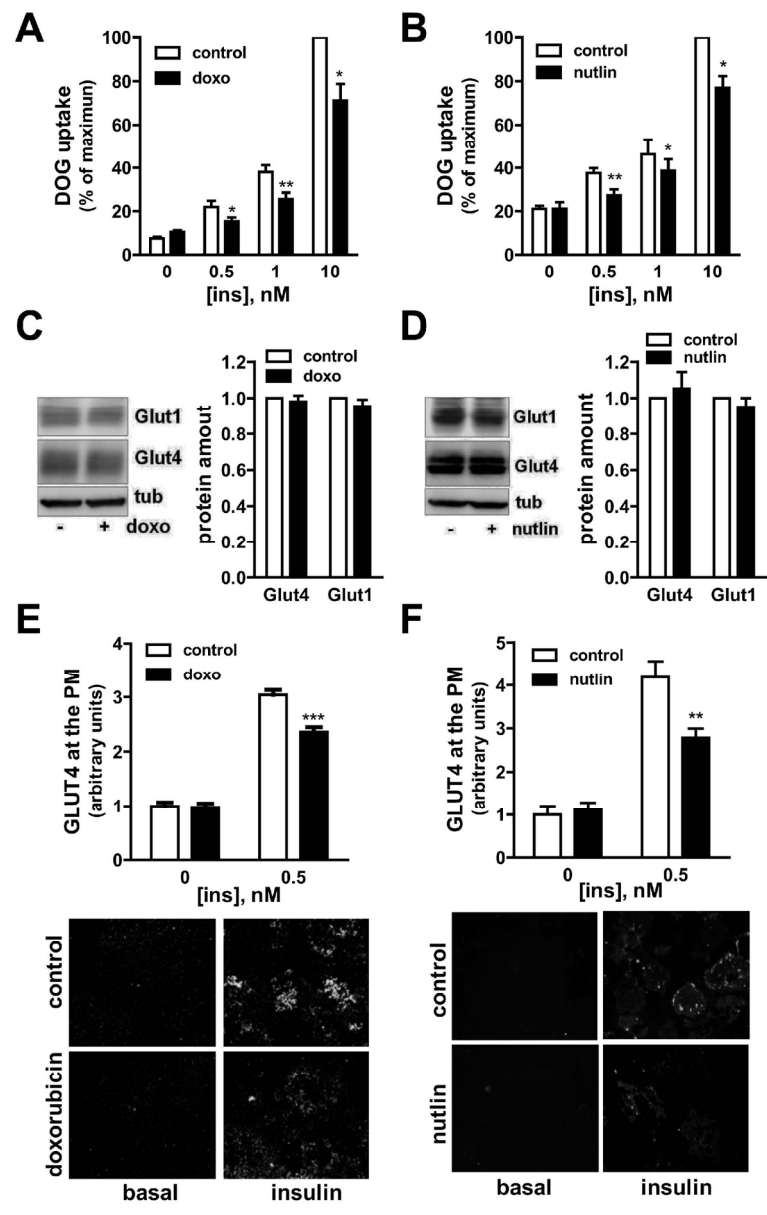 A
control
doxo
DOG uptake
(% of maximum)
100
80
60
40
20
0
*
**
*
0 0.5 1 10
[ins], nM
B
control
nutlin
DOG uptake
(% of maximum)
100
80
60
40
20
0
**
*
*
0 0.5 1 10
[ins], nM
C
Glut1
Glut4
tub
- + doxo
control
doxo
protein amount
1.2
1.0
0.8
0.6
0.4
0.2
0.0
Glut4 Glut1
D
Glut1
Glut4
tub
- + nutlin
control
nutlin
protein amount
1.2
1.0
0.8
0.6
0.4
0.2
0.0
Glut4 Glut1
E
control
doxo
GLUT4 at the PM
(arbitrary units)
4
3
2
1
0
***
0 0.5
[ins], nM
control
doxorubicin
basal insulin
F
control
nutlin
GLUT4 at the PM
(arbitrary units)
5
4
3
2
1
0
**
0 0.5
[ins], nM
control
nutlin
basal insulin